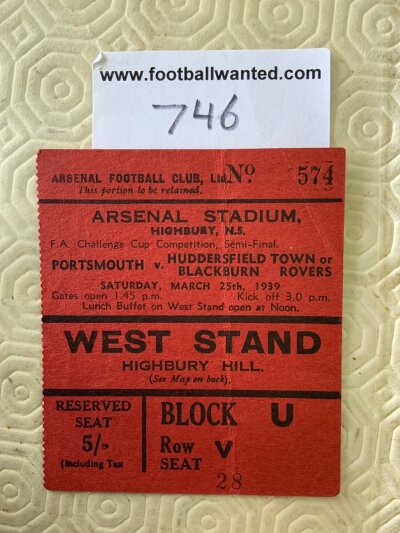 www.footballwanted.com
746
ARSENAL FOOTBALL CLUB, Ltd. No. 574
This portion to be retained.
ARSENAL STADIUM,
HIGHBURY, N.5.
F.A. Challenge Cup Competition, Semi-Final.
PORTSMOUTH v. HUDDERSFIELD TOWN or
BLACKBURN ROVERS
SATURDAY, MARCH 25th, 1939
Gates open 1.45 p.m. Kick off 3.0 p.m.
Lunch Buffet on West Stand open at Noon.
WEST STAND
HIGHBURY HILL,
(See Map on back).
RESERVED
SEAT
5/-
(Including Tax
BLOCK U
Row V
SEAT
28